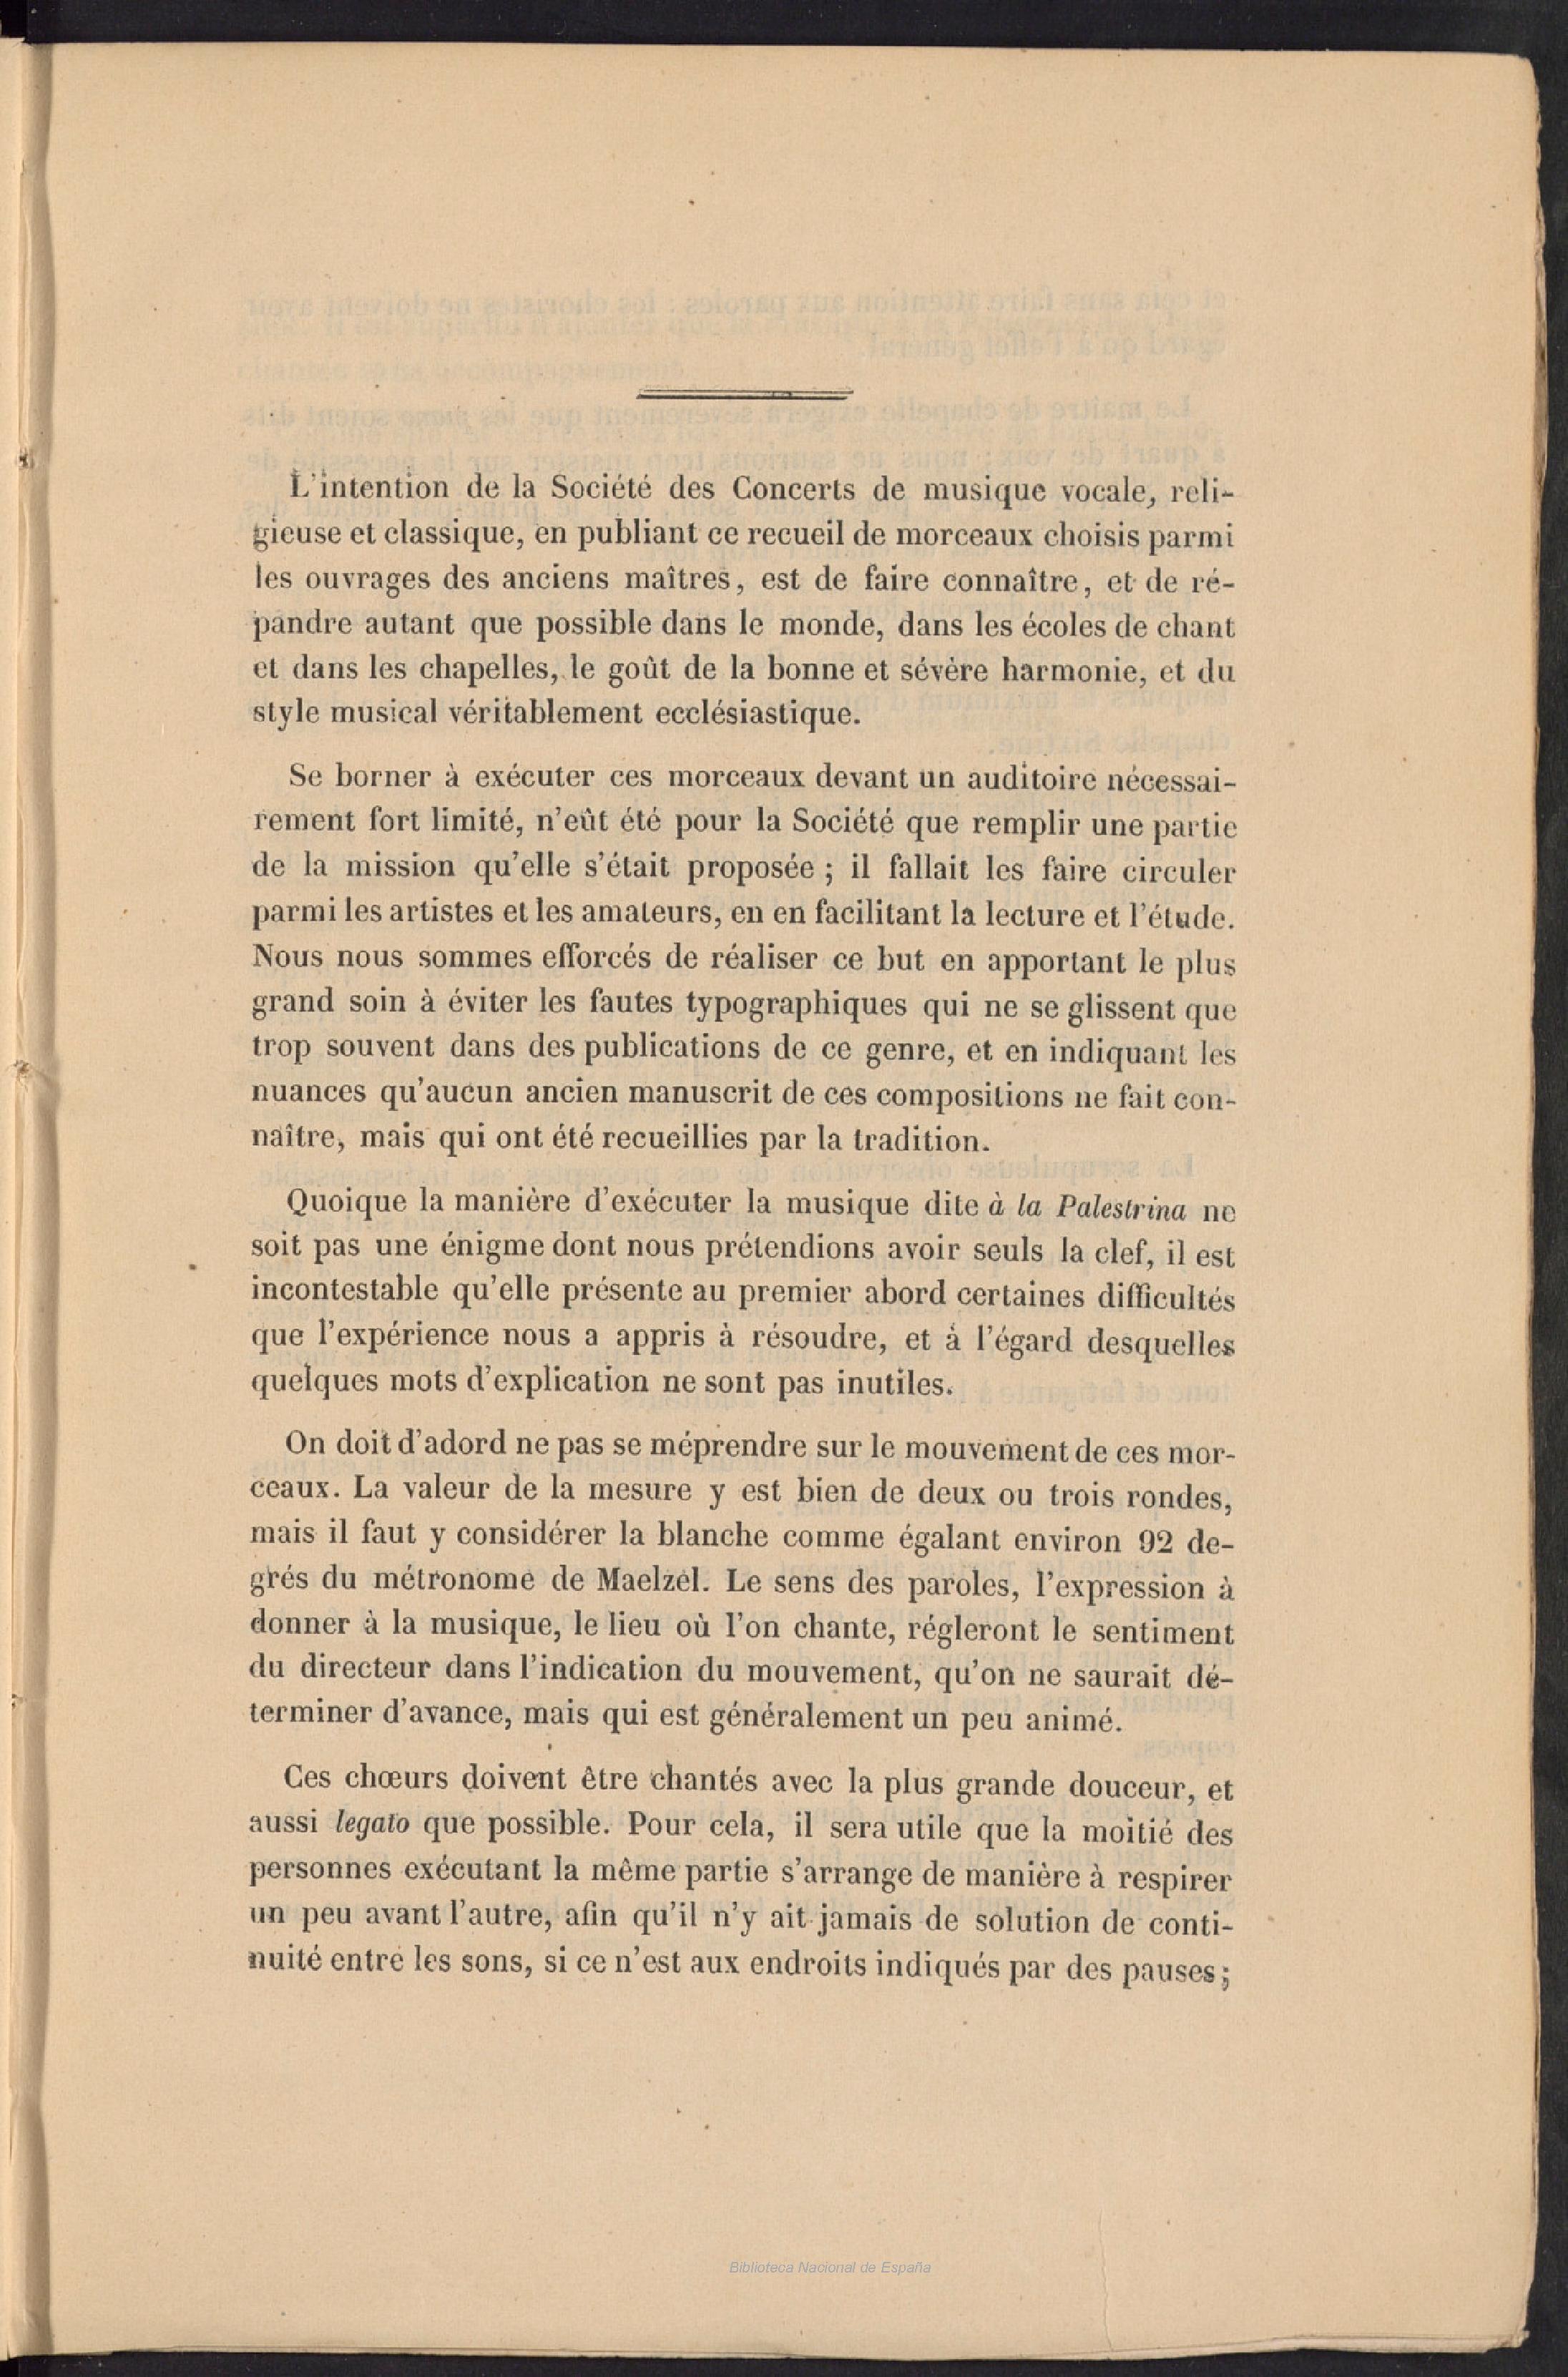 L'intention de la Société des Concerts de musique vocale, reli-
gieuse et classique, en publiant ce recueil de morceaux choisis parmi
les ouvrages des anciens maîtres, est de faire connaître, et de ré-
pandre autant que possible dans le monde, dans les écoles de chant
et dans les chapelles, le goût de la bonne et sévère harmonie, et du
style musical véritablement ecclésiastique.
Se borner à exécuter ces morceaux devant un auditoire nécessai-
rement fort limité, n'eût été pour la Société que remplir une partie
de la mission qu'elle s'était proposée ; il fallait les faire circuler
parmi les artistes et les amateurs, en en facilitant la lecture et l'étude.
Nous nous sommes efforcés de réaliser ce but en apportant le plus
grand soin à éviter les fautes typographiques qui ne se glissent que
trop souvent dans des publications de ce genre, et en indiquant les
nuances qu'aucun ancien manuscrit de ces compositions ne fait con-
naître, mais qui ont été recueillies par la tradition.
Quoique la manière d'exécuter la musique dite à la Palestrina ne
soit pas une énigme dont nous prétendions avoir seuls la clef, il est
incontestable qu'elle présente au premier abord certaines difficultés
que l'expérience nous a appris à résoudre, et à l'égard desquelles
quelques mots d'explication ne sont pas inutiles.
On doit d'adord ne pas se méprendre sur le mouvement de ces mor-
ceaux. La valeur de la mesure y est bien de deux ou trois rondes,
mais il faut y considérer la blanche comme égalant environ 92 de-
grés du métronome de Maelzel. Le sens des paroles, l'expression à
donner à la musique, le lieu où l'on chante, régleront le sentiment
du directeur dans l'indication du mouvement, qu'on ne saurait dé-
terminer d'avance, mais qui est généralement un peu animé.
Ces chœurs doivent être chantés avec la plus grande douceur, et
aussi legato que possible. Pour cela, il sera utile que la moitié des
personnes exécutant la même partie s'arrange de manière à respirer
un peu avant l'autre, afin qu'il n'y ait jamais de solution de conti-
nuité entre les sons, si ce n'est aux endroits indiqués par des pauses ;
Biblioteca Nacional de España